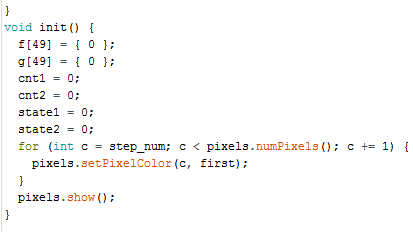 }
void init() {
  f[49] = { 0 };
  g[49] = { 0 };
  cnt1 = 0;
  cnt2 = 0;
  state1 = 0;
  state2 = 0;
  for (int c = step_num; c < pixels.numPixels(); c += 1) {
    pixels.setPixelColor(c, first);
  }
  pixels.show();
}